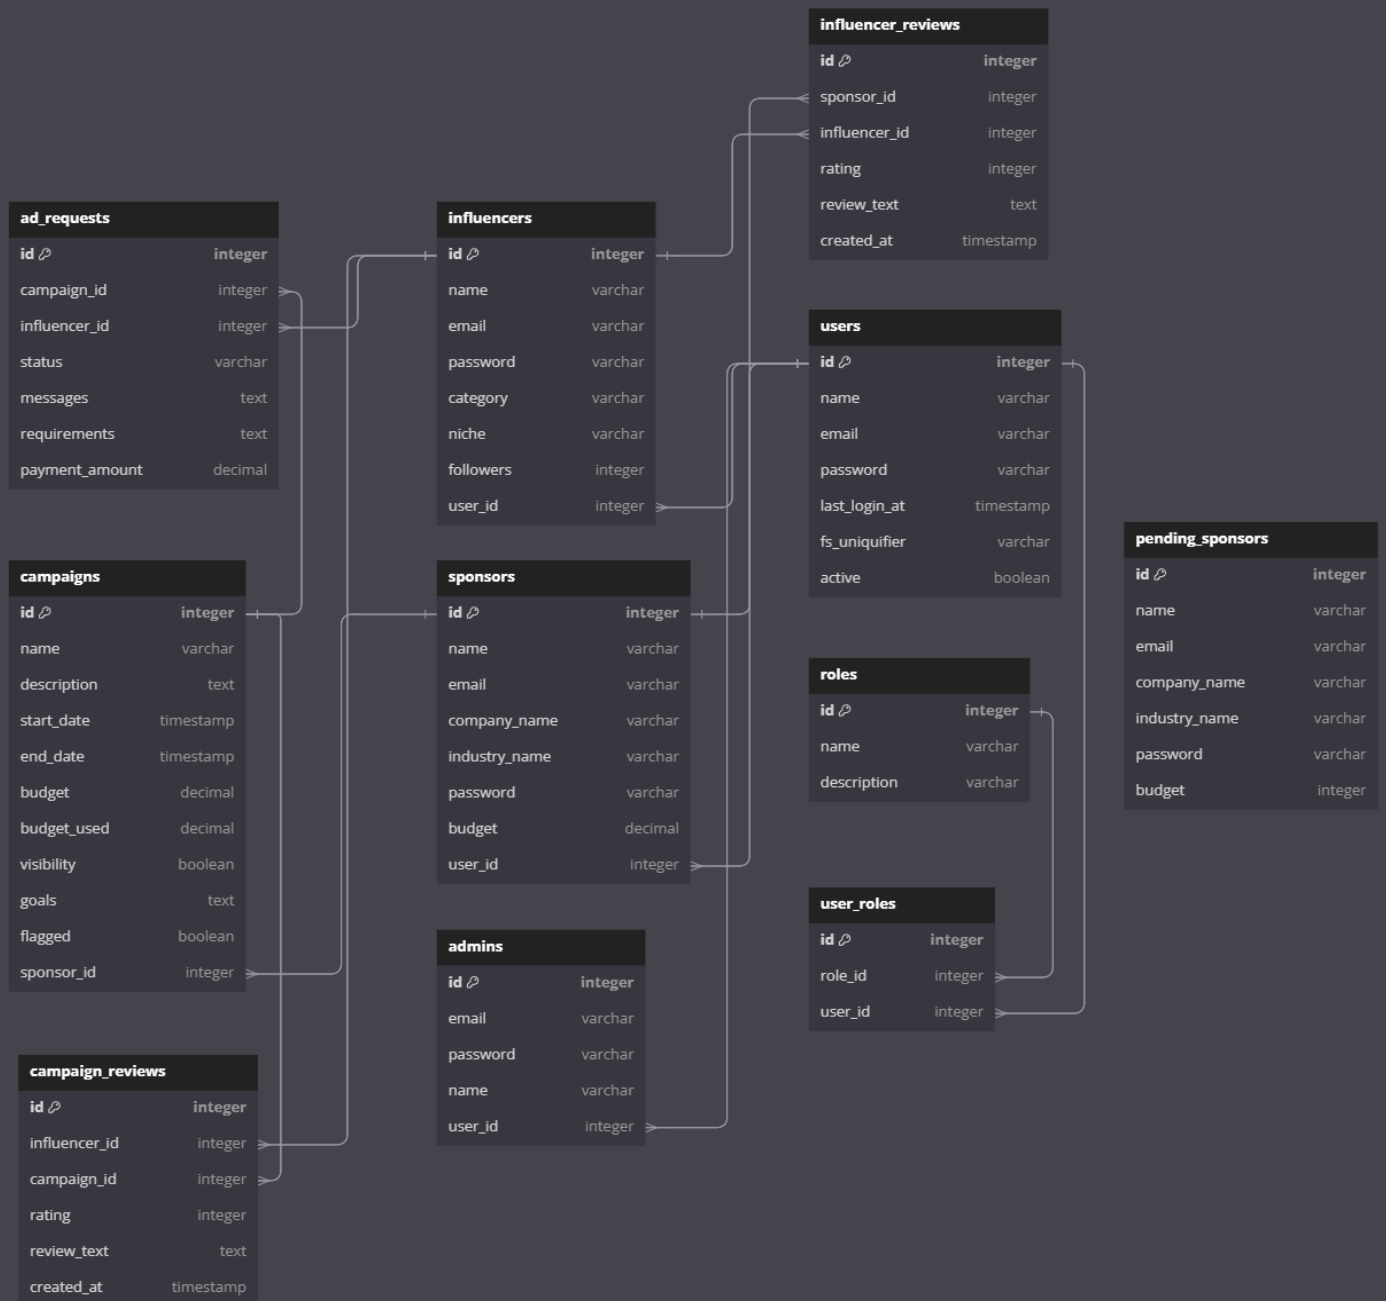 influencer_reviews
id integer
sponsor_id integer
influencer_id integer
rating integer
review_text text
created_at timestamp
ad_requests
id integer
campaign_id integer
influencer_id integer
status varchar
messages text
requirements text
payment_amount decimal
influencers
id integer
name varchar
email varchar
password varchar
category varchar
niche varchar
followers integer
user_id integer
users
id integer
name varchar
email varchar
password varchar
last_login_at timestamp
fs_uniquifier varchar
active boolean
pending_sponsors
id integer
name varchar
email varchar
company_name varchar
industry_name varchar
password varchar
budget integer
campaigns
id integer
name varchar
description text
start_date timestamp
end_date timestamp
budget decimal
budget_used decimal
visibility boolean
goals text
flagged boolean
sponsor_id integer
sponsors
id integer
name varchar
email varchar
company_name varchar
industry_name varchar
password varchar
budget decimal
user_id integer
roles
id integer
name varchar
description varchar
user_roles
id integer
role_id integer
user_id integer
admins
id integer
email varchar
password varchar
name varchar
user_id integer
campaign_reviews
id integer
influencer_id integer
campaign_id integer
rating integer
review_text text
created_at timestamp